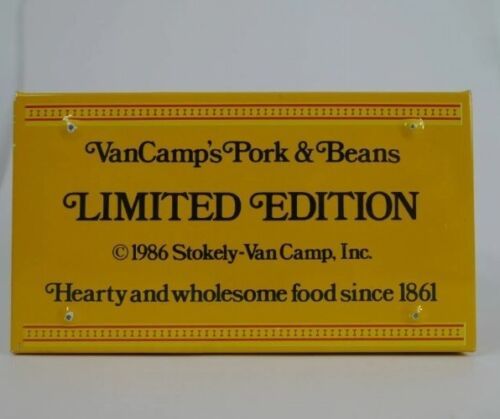 VanCamp's Pork & Beans
LIMITED EDITION
© 1986 Stokely-Van Camp, Inc.
Hearty and wholesome food since 1861